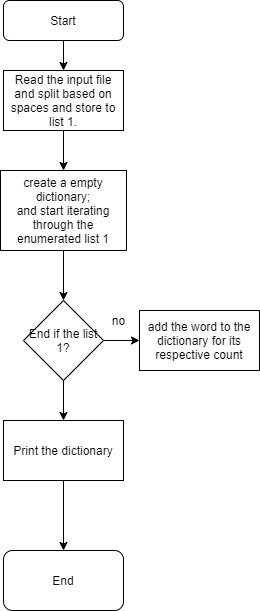 Start
Read the input file
and split based on
spaces and store to
list 1.
create a empty
dictionary;
and start iterating
through the
enumerated list 1
End if the list
1?
no
add the word to the
dictionary for its
respective count
Print the dictionary
End